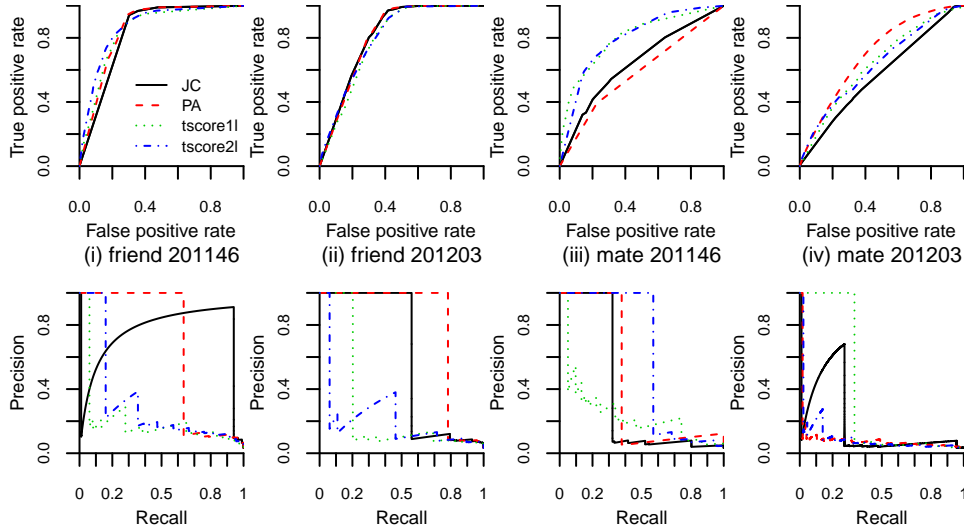 True positive rate
0.0 0.4 0.8
JC
PA
tscore1l
tscore2l
0.0 0.4 0.8
False positive rate
(i) friend 201146
True positive rate
0.0 0.4 0.8
0.0 0.4 0.8
False positive rate
(ii) friend 201203
True positive rate
0.0 0.4 0.8
0.0 0.4 0.8
False positive rate
(iii) mate 201146
True positive rate
0.0 0.4 0.8
0.0 0.4 0.8
False positive rate
(iv) mate 201203
Precision
0.0 0.4 0.8
0 0.2 0.5 0.8 1
Recall
Precision
0.0 0.4 0.8
0 0.2 0.5 0.8 1
Recall
Precision
0.0 0.4 0.8
0 0.2 0.5 0.8 1
Recall
Precision
0.0 0.4 0.8
0 0.2 0.5 0.8 1
Recall